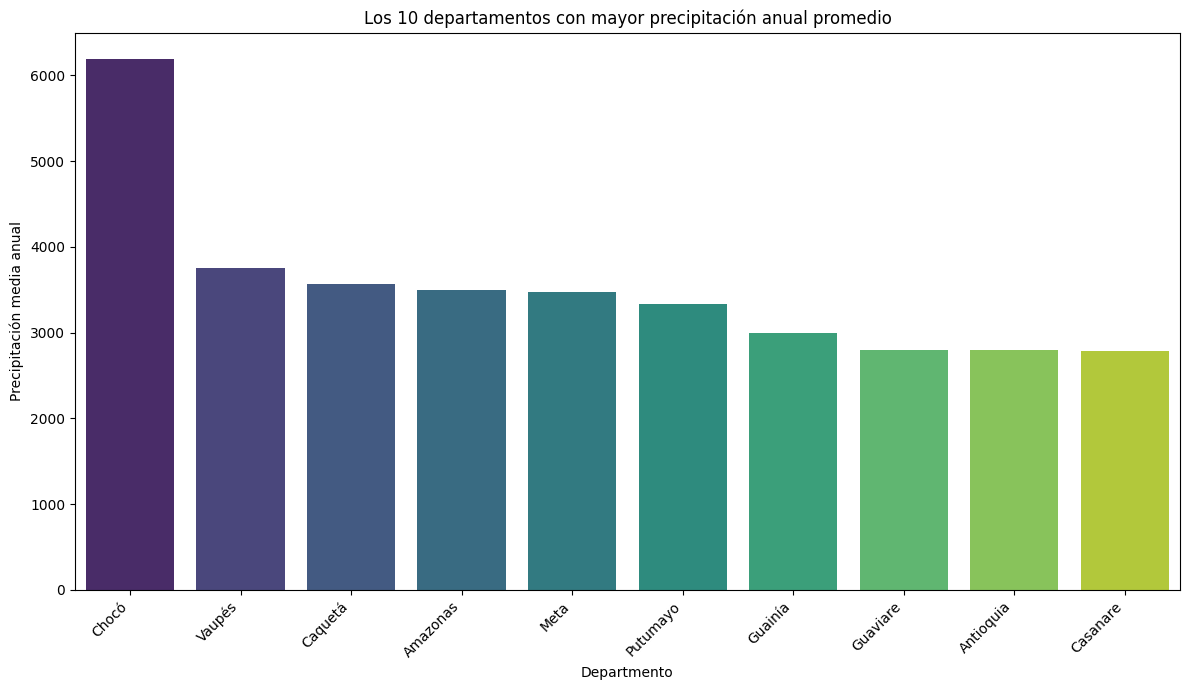 Los 10 departamentos con mayor precipitación anual promedio
Precipitación media anual
6000
5000
4000
3000
2000
1000
0
Chocó
Vaupés
Caquetá
Amazonas
Meta
Putumayo
Guainía
Guaviare
Antioquia
Casanare
Departmento